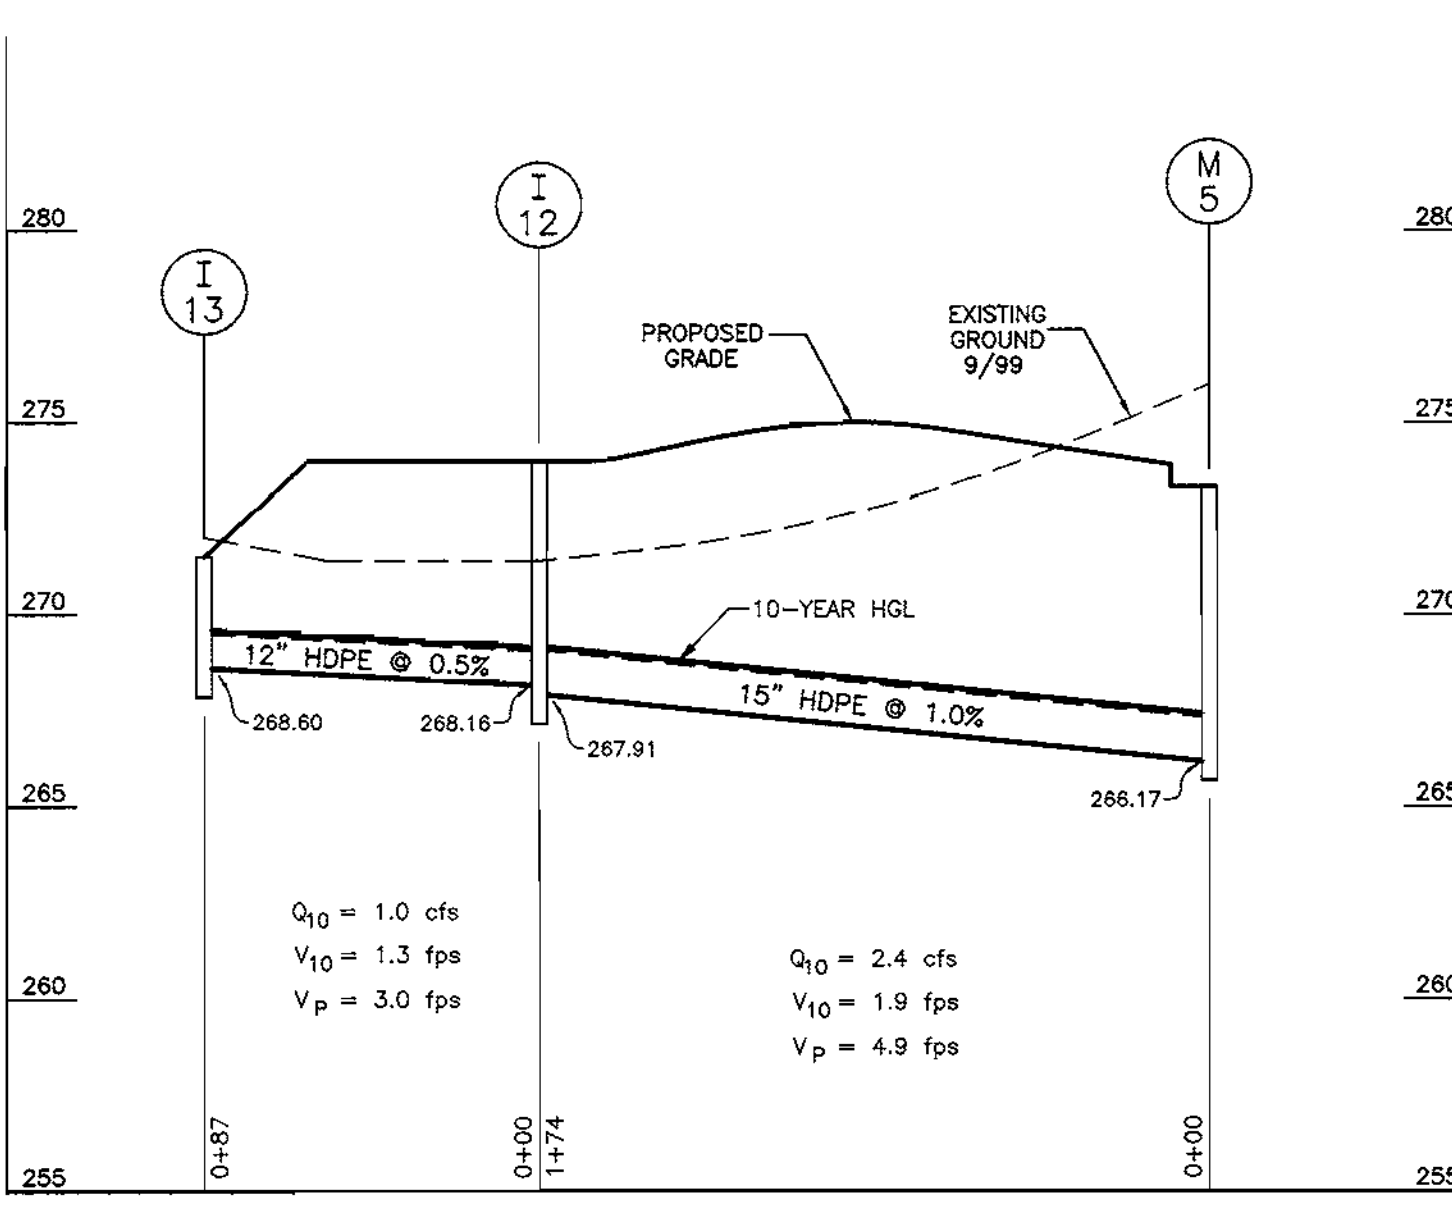 M
5
I
12
I
13
280
280
PROPOSED
GRADE
EXISTING
GROUND
9/99
275
275
270
270
10-YEAR HGL
12" HDPE @ 0.5%
15" HDPE @ 1.0%
268.60
268.16
267.91
266.17
265
265
Q10 = 1.0 cfs
V10 = 1.3 fps
VP = 3.0 fps
Q10 = 2.4 cfs
V10 = 1.9 fps
VP = 4.9 fps
260
260
0+87
0+00
1+74
0+00
255
255